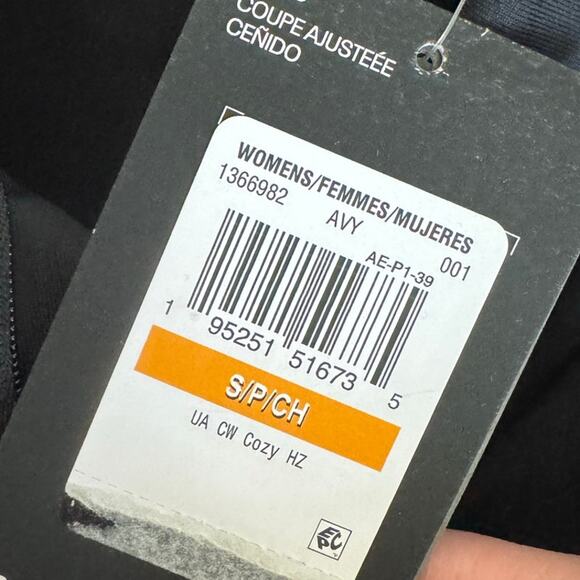 COUPE AJUSTEÉE
CEÑIDO
WOMENS/FEMMES/MUJERES
1366982 AVY 001
AE-P1-39
1 95251 51673 5
S/P/CH
UA CW Cozy HZ
EPC